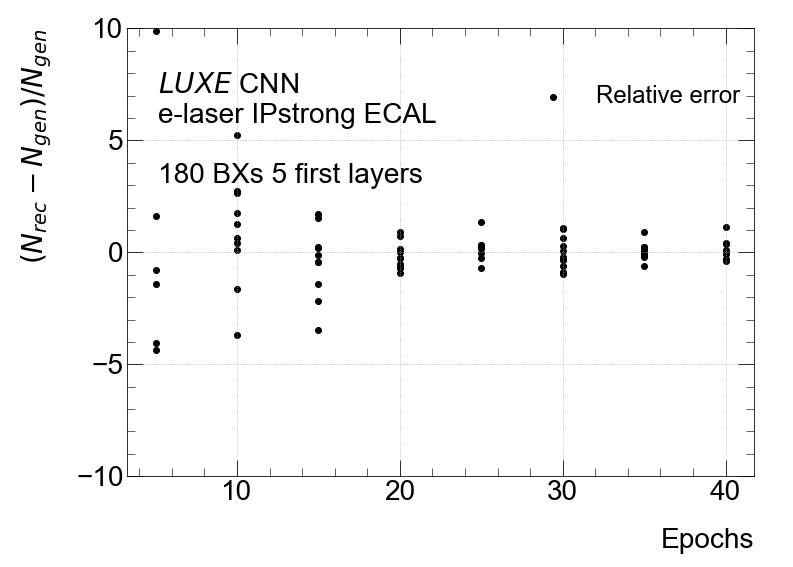 (N_rec − N_gen)/N_gen
10
5
0
−5
−10
LUXE CNN
e-laser IPstrong ECAL
180 BXs 5 first layers
Relative error
10 20 30 40
Epochs